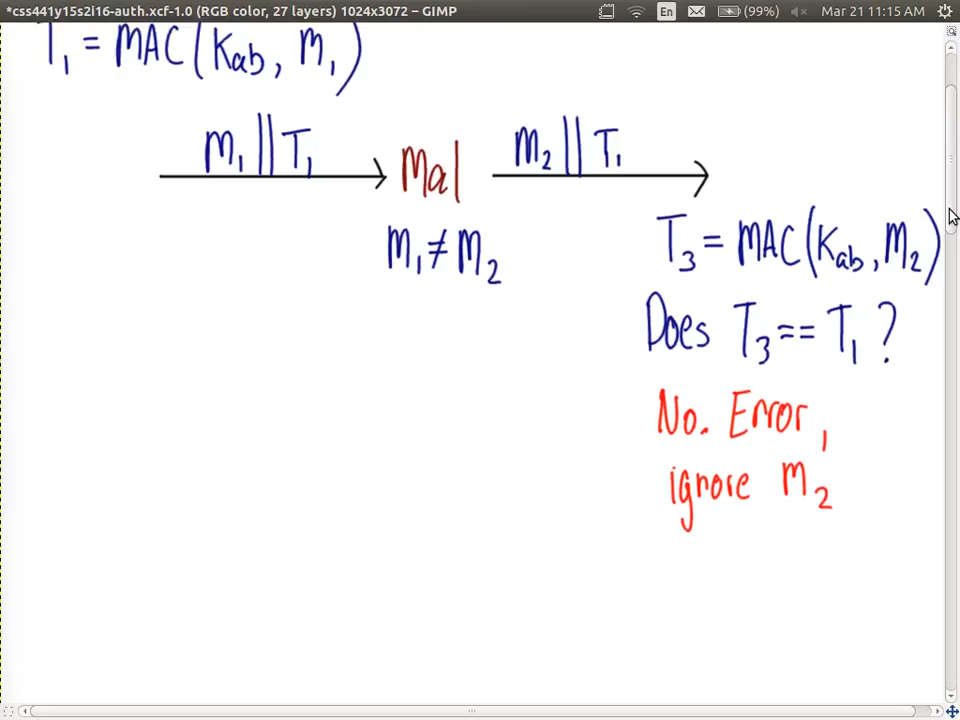 *css441y15s2i16-auth.xcf-1.0 (RGB color, 27 layers) 1024x3072 – GIMP En (99%) Mar 21 11:15 AM
T₁ = MAC(Kab, M₁)
M₁||T₁ Mal M₂||T₁
M₁≠M₂
T₃ = MAC(Kab,M₂)
Does T₃== T₁?
No. Error,
ignore M₂